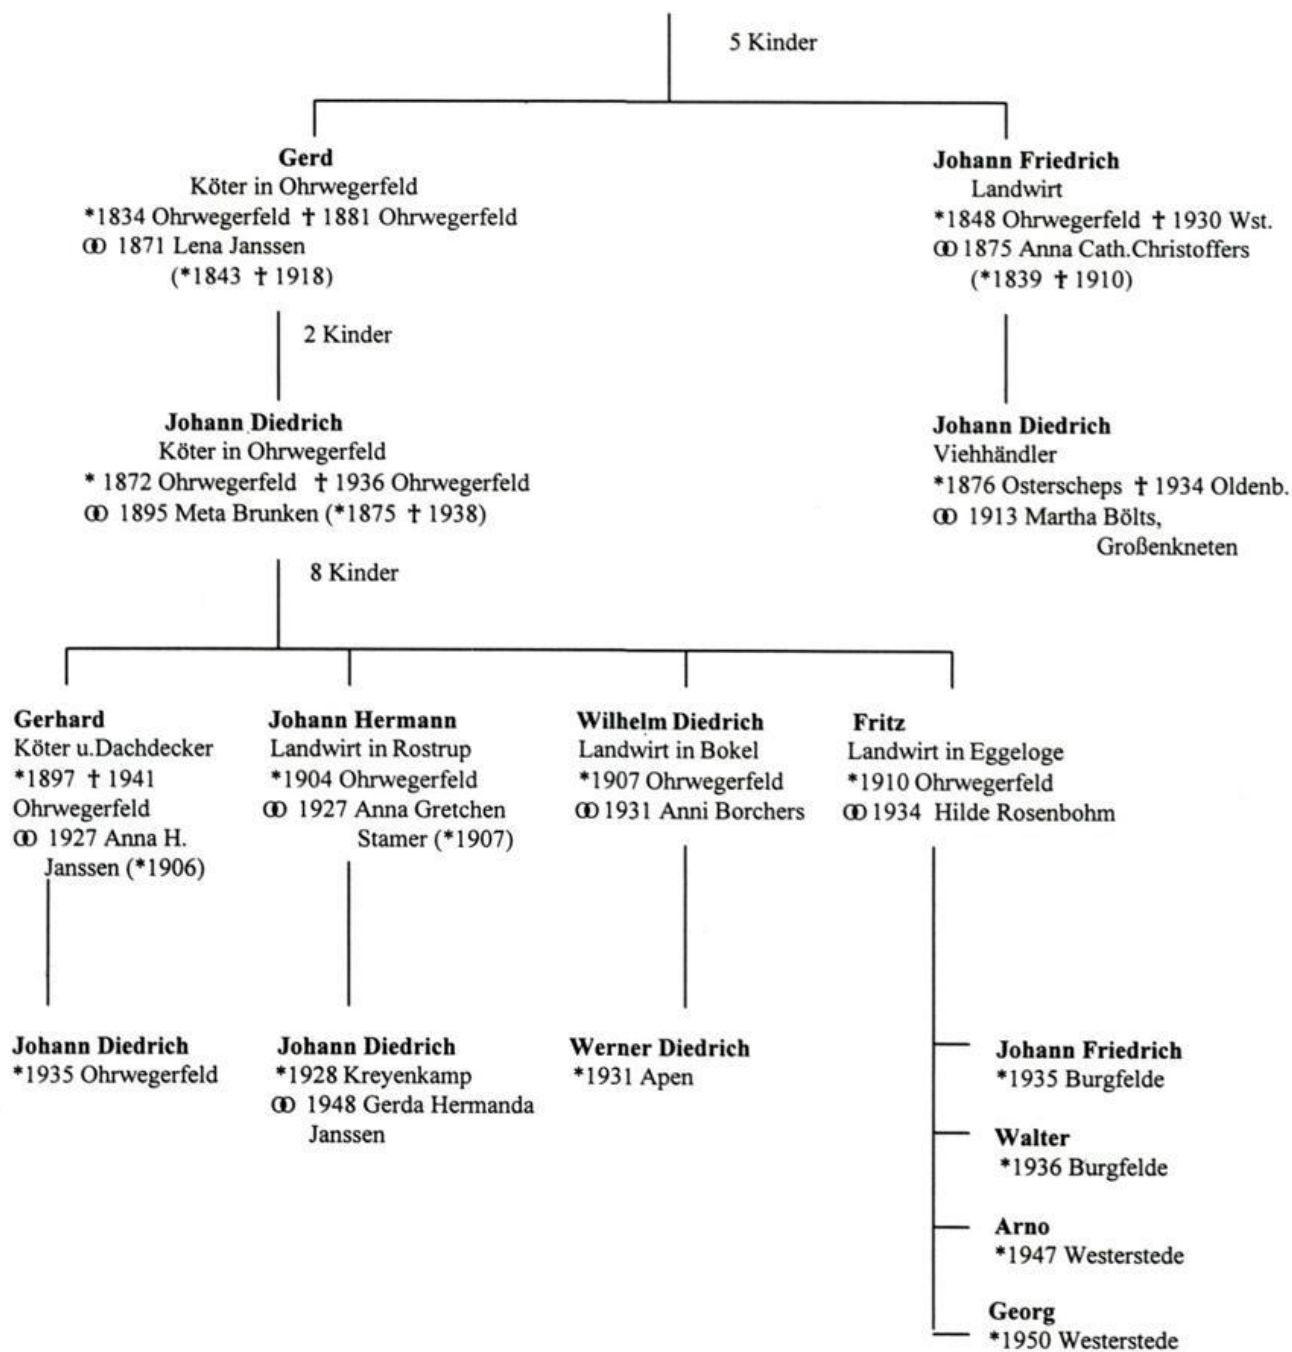 5 Kinder
Gerd
Köter in Ohrwegerfeld
*1834 Ohrwegerfeld † 1881 Ohrwegerfeld
⚭ 1871 Lena Janssen
(*1843 † 1918)
Johann Friedrich
Landwirt
*1848 Ohrwegerfeld † 1930 Wst.
⚭ 1875 Anna Cath.Christoffers
(*1839 † 1910)
2 Kinder
Johann Diedrich
Köter in Ohrwegerfeld
* 1872 Ohrwegerfeld † 1936 Ohrwegerfeld
⚭ 1895 Meta Brunken (*1875 † 1938)
Johann Diedrich
Viehhändler
*1876 Osterscheps † 1934 Oldenb.
⚭ 1913 Martha Bölts,
Großenkneten
8 Kinder
Gerhard
Köter u.Dachdecker
*1897 † 1941
Ohrwegerfeld
⚭ 1927 Anna H.
Janssen (*1906)
Johann Hermann
Landwirt in Rostrup
*1904 Ohrwegerfeld
⚭ 1927 Anna Gretchen
Stamer (*1907)
Wilhelm Diedrich
Landwirt in Bokel
*1907 Ohrwegerfeld
⚭ 1931 Anni Borchers
Fritz
Landwirt in Eggeloge
*1910 Ohrwegerfeld
⚭ 1934 Hilde Rosenbohm
Johann Diedrich
*1935 Ohrwegerfeld
Johann Diedrich
*1928 Kreyenkamp
⚭ 1948 Gerda Hermanda
Janssen
Werner Diedrich
*1931 Apen
Johann Friedrich
*1935 Burgfelde
Walter
*1936 Burgfelde
Arno
*1947 Westerstede
Georg
*1950 Westerstede